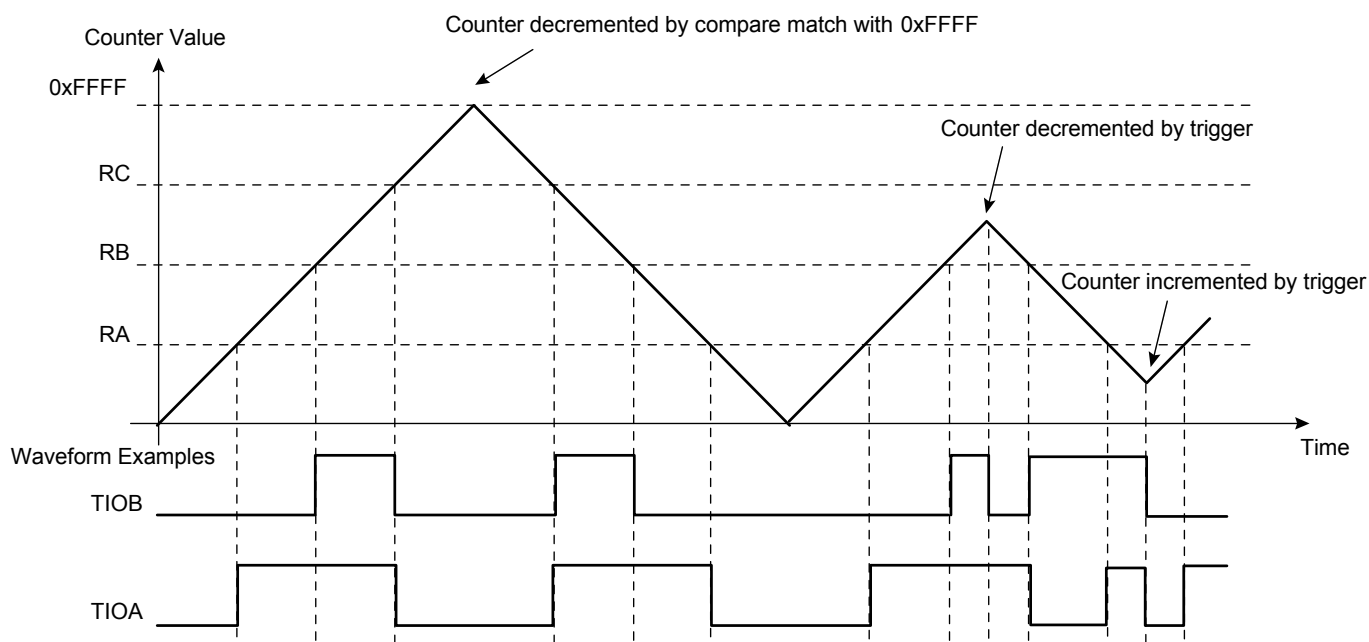 Counter decremented by compare match with 0xFFFF
Counter Value
0xFFFF
Counter decremented by trigger
RC
RB
Counter incremented by trigger
RA
Time
Waveform Examples
TIOB
TIOA